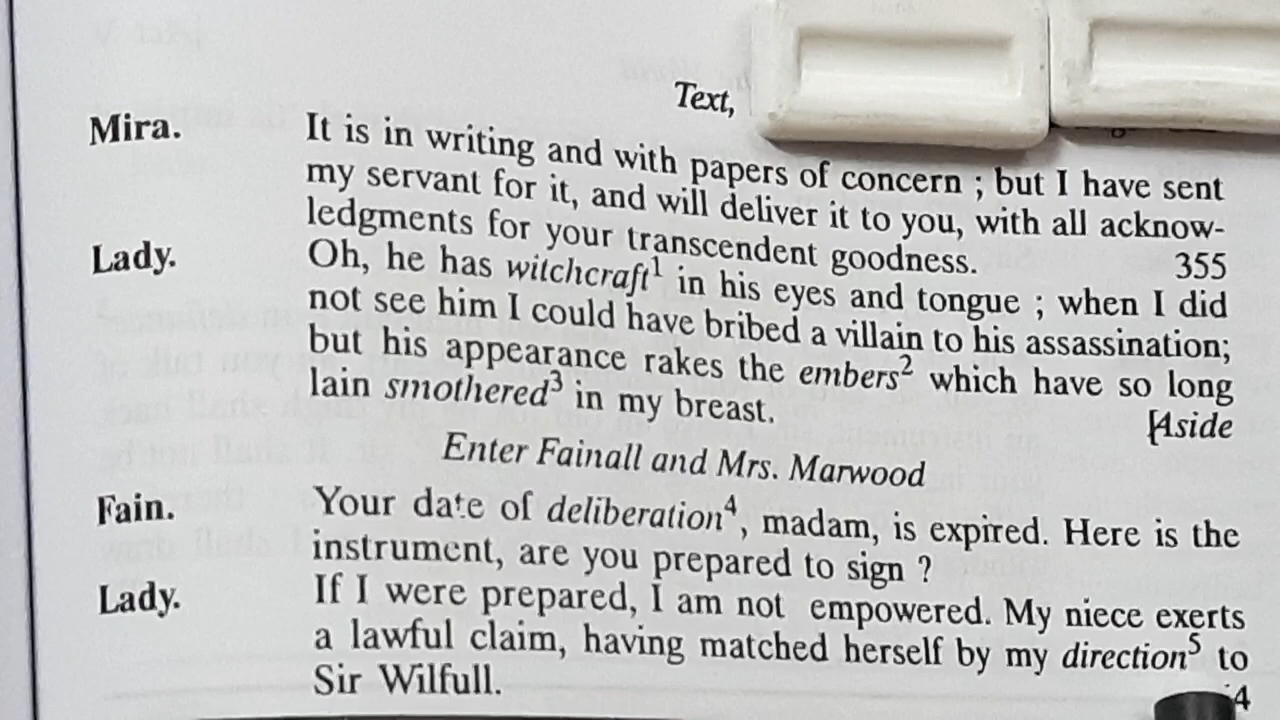 Text,
Mira. It is in writing and with papers of concern ; but I have sent
my servant for it, and will deliver it to you, with all acknow-
ledgments for your transcendent goodness. 355
Lady. Oh, he has witchcraft¹ in his eyes and tongue ; when I did
not see him I could have bribed a villain to his assassination;
but his appearance rakes the embers² which have so long
lain smothered³ in my breast. [Aside
Enter Fainall and Mrs. Marwood
Fain. Your date of deliberation⁴, madam, is expired. Here is the
instrument, are you prepared to sign ?
Lady. If I were prepared, I am not empowered. My niece exerts
a lawful claim, having matched herself by my direction⁵ to
Sir Wilfull.